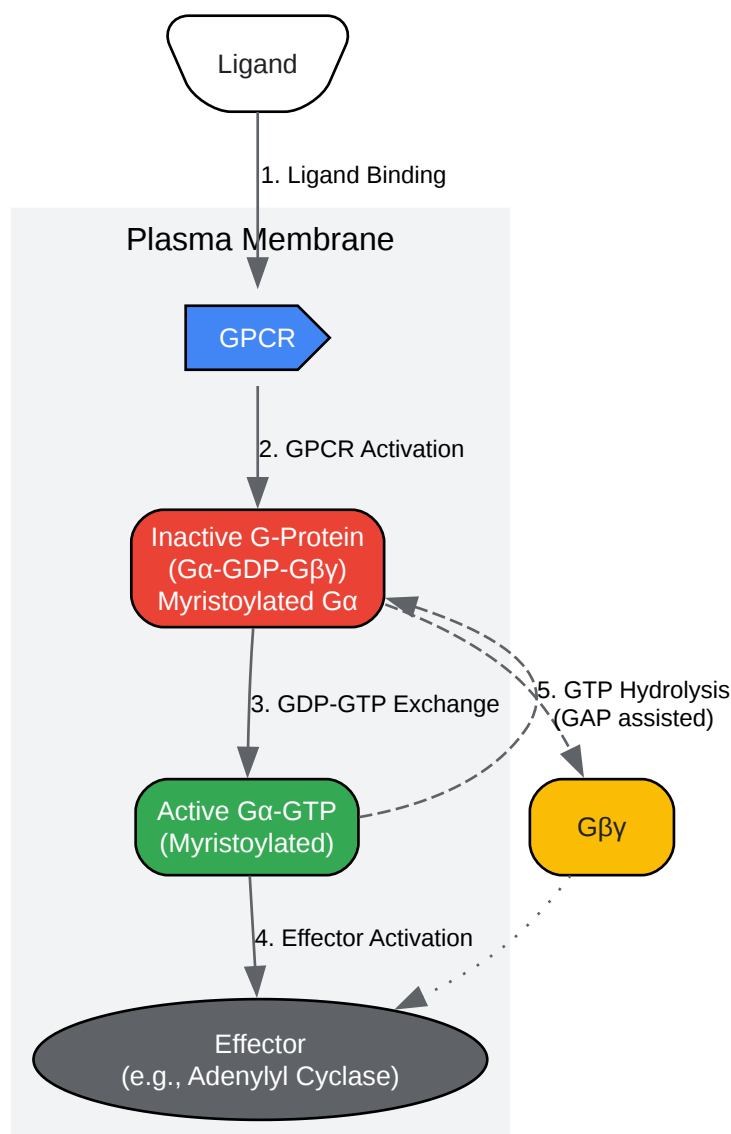 Ligand
1. Ligand Binding
Plasma Membrane
GPCR
2. GPCR Activation
Inactive G-Protein
(Gα-GDP-Gβγ)
Myristoylated Gα
3. GDP-GTP Exchange
5. GTP Hydrolysis
(GAP assisted)
Active Gα-GTP
(Myristoylated)
Gβγ
4. Effector Activation
Effector
(e.g., Adenylyl Cyclase)